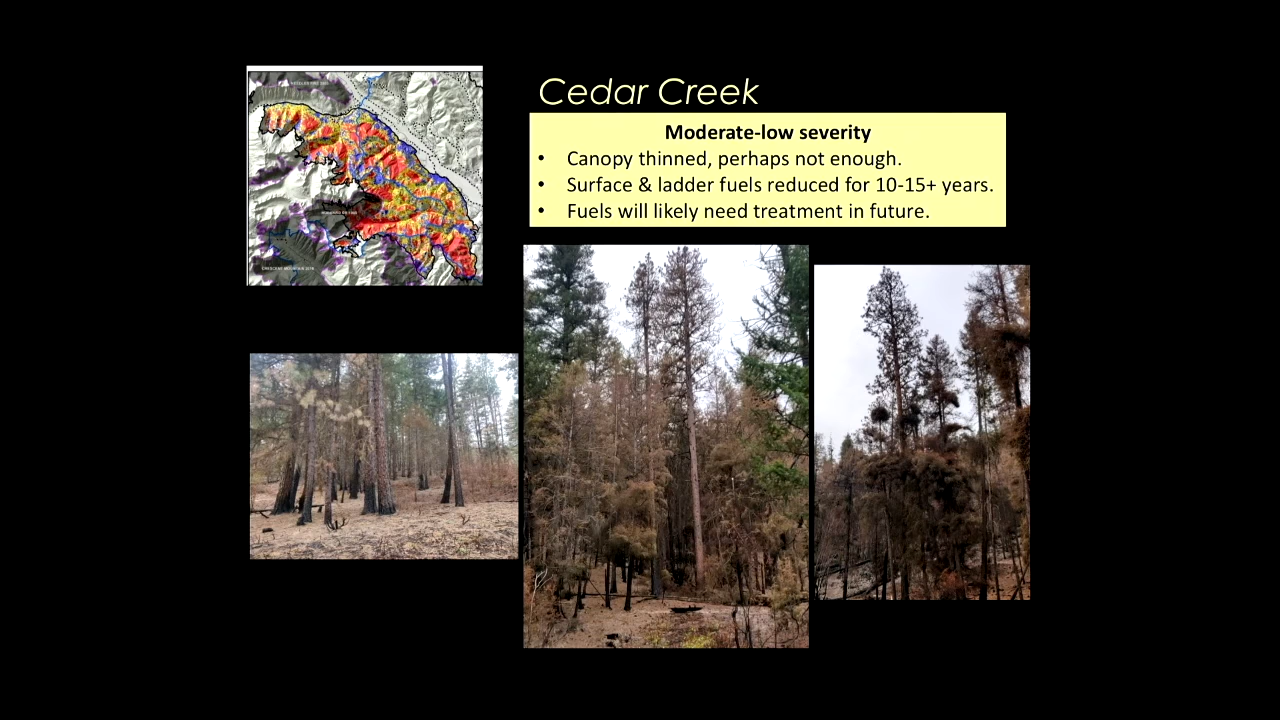 Cedar Creek
Moderate-low severity
• Canopy thinned, perhaps not enough.
• Surface & ladder fuels reduced for 10-15+ years.
• Fuels will likely need treatment in future.